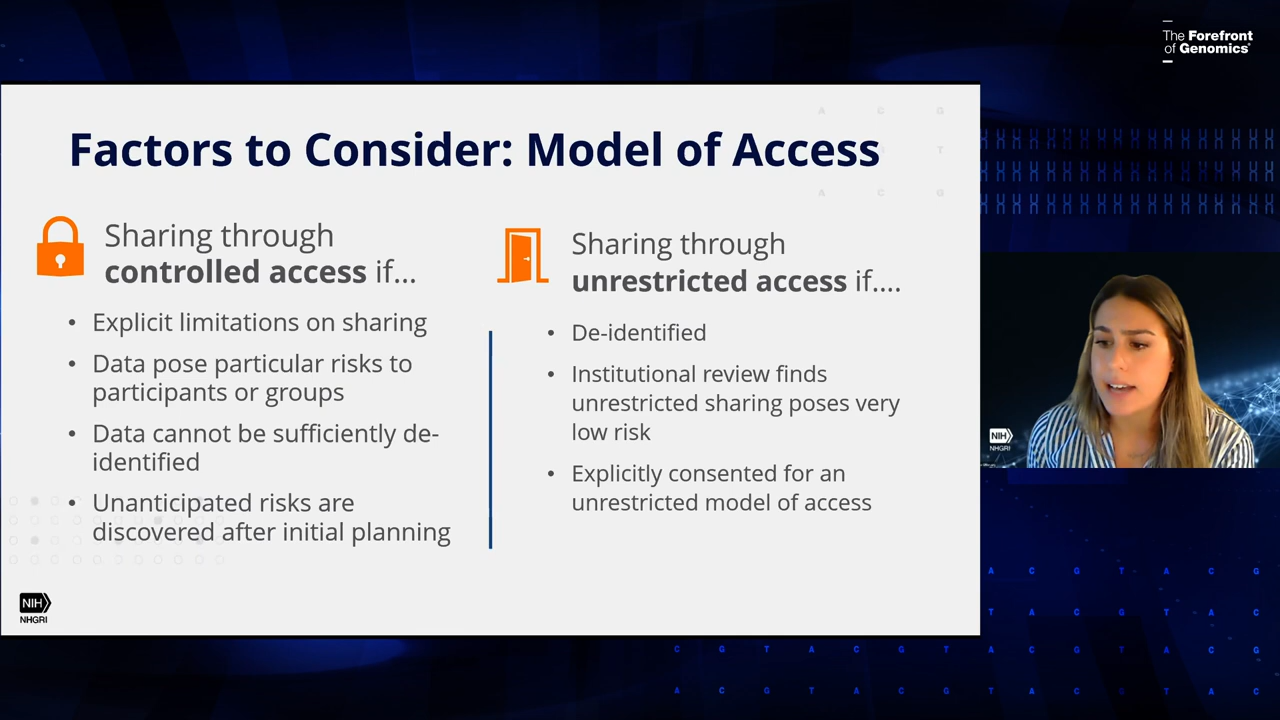 The Forefront
of Genomics®
Factors to Consider: Model of Access
Sharing through
controlled access if...
Explicit limitations on sharing
Data pose particular risks to
participants or groups
Data cannot be sufficiently de-
identified
Unanticipated risks are
discovered after initial planning
Sharing through
unrestricted access if....
De-identified
Institutional review finds
unrestricted sharing poses very
low risk
Explicitly consented for an
unrestricted model of access
NIH
NHGRI
NIH
NHGRI
A C G
T
A C G
A C G T A C G
T A C G T A C
C G T A C G T A C G
A C G T A C G T A C G